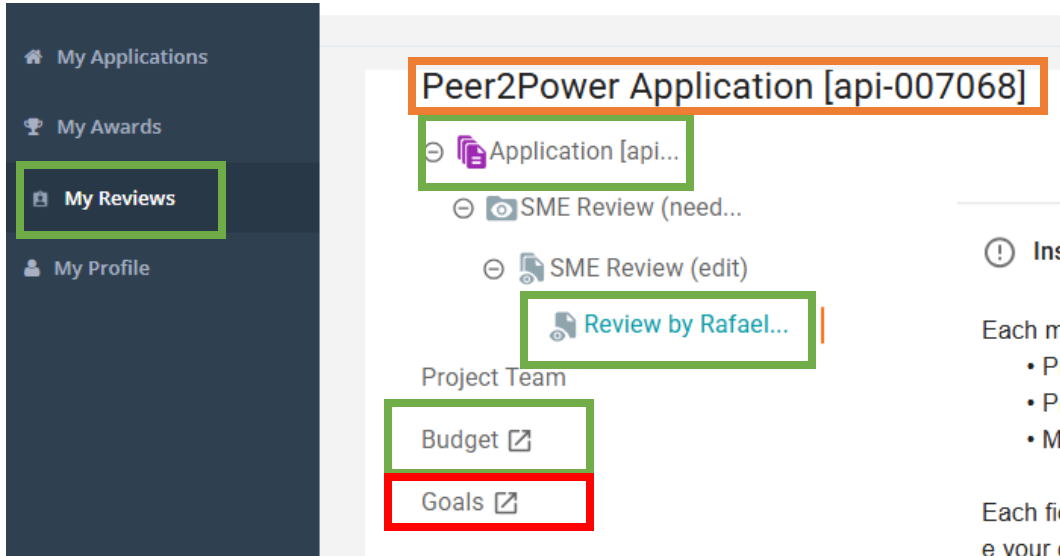 My Applications
My Awards
My Reviews
My Profile
Peer2Power Application [api-007068]
Application [api...
SME Review (need...
SME Review (edit)
Review by Rafael...
Project Team
Budget
Goals
Each
• P
• P
• M
Each
e your